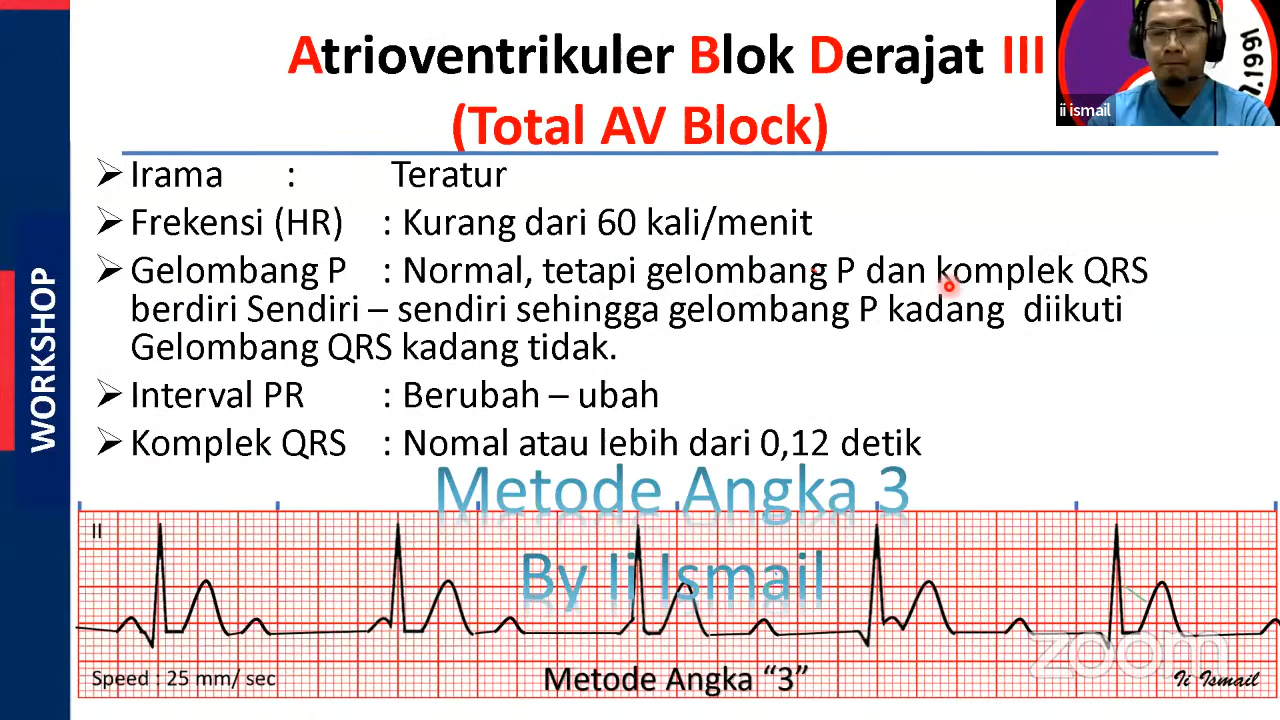 Atrioventrikuler Blok Derajat III
(Total AV Block)
ii ismail
1991
WORKSHOP
Irama : Teratur
Frekensi (HR) : Kurang dari 60 kali/menit
Gelombang P : Normal, tetapi gelombang P dan komplek QRS
berdiri Sendiri – sendiri sehingga gelombang P kadang diikuti
Gelombang QRS kadang tidak.
Interval PR : Berubah – ubah
Komplek QRS : Nomal atau lebih dari 0,12 detik
Metode Angka 3
By Ii Ismail
II
Speed : 25 mm/ sec
Metode Angka “3”
zoom
Ii Ismail